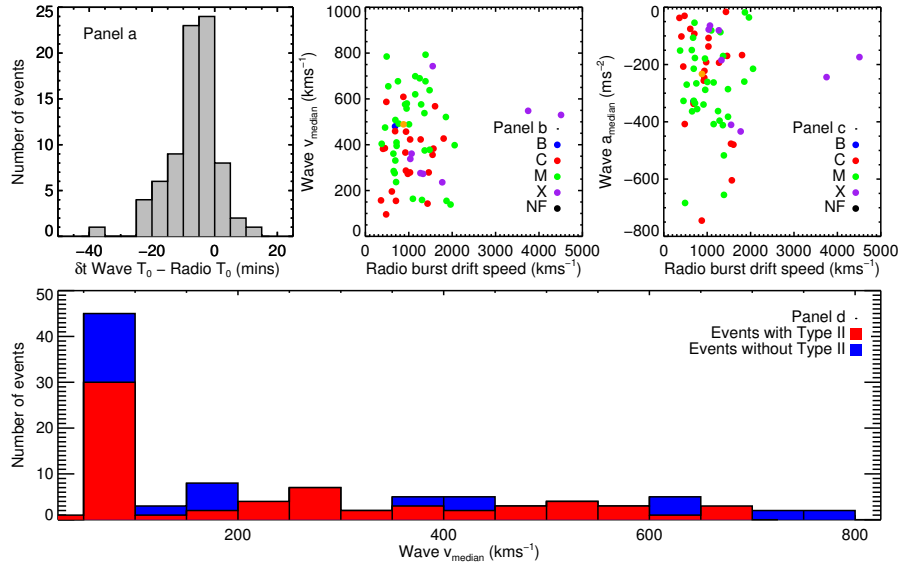 Panel a
25
20
15
10
5
0
Number of events
−40
−20
0
20
δt Wave T0 − Radio T0 (mins)
1000
800
600
400
200
0
Wave vmedian (kms−1)
Panel b
B
C
M
X
NF
0
1000
2000
3000
4000
5000
Radio burst drift speed (kms−1)
0
−200
−400
−600
−800
Wave amedian (ms−2)
Panel c
B
C
M
X
NF
0
1000
2000
3000
4000
5000
Radio burst drift speed (kms−1)
50
40
30
20
10
0
Number of events
Panel d
Events with Type II
Events without Type II
200
400
600
800
Wave vmedian (kms−1)